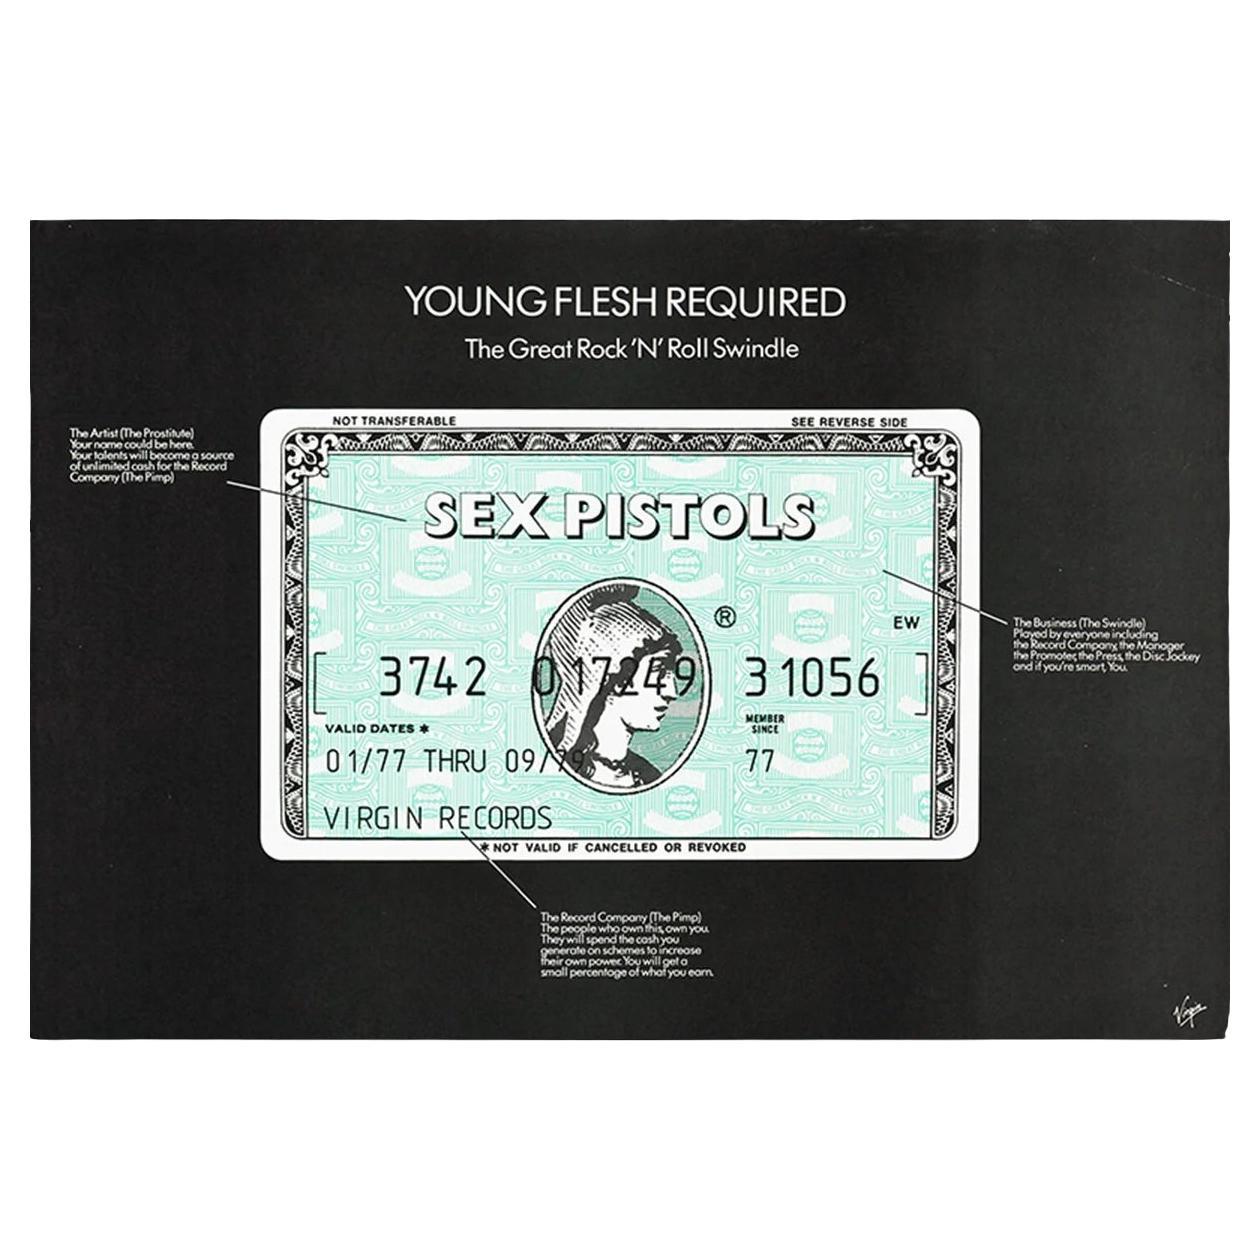 YOUNG FLESH REQUIRED
The Great Rock 'N' Roll Swindle
NOT TRANSFERABLE
SEE REVERSE SIDE
The Artist (The Prostitute)
Your name could be here.
Your talents will become a source
of unlimited cash for the Record
Company (The Pimp)
SEX PISTOLS
®
EW
The Business (The Swindle)
Played by everyone including
the Record Company, the Manager
the Promoter, the Press, the Disc Jockey
and if you're smart, You.
[ 3742 017249 31056 ]
VALID DATES *
MEMBER
SINCE
01/77 THRU 09/79
77
VIRGIN RECORDS
* NOT VALID IF CANCELLED OR REVOKED
The Record Company (The Pimp)
The people who own this, own you.
They will spend the cash you
generate on schemes to increase
their own power. You will get a
small percentage of what you earn.
Virgin